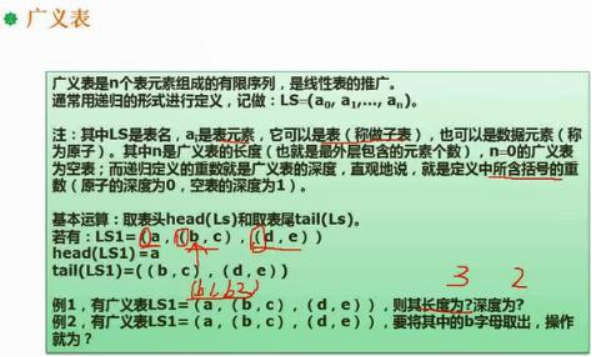 广义表
广义表是n个表元素组成的有限序列，是线性表的推广。
通常用递归的形式进行定义，记做：LS=(a₀, a₁,..., aₙ)。
注：其中LS是表名，aᵢ是表元素，它可以是表（称做子表），也可以是数据元素（称
为原子）。其中n是广义表的长度（也就是最外层包含的元素个数），n=0的广义表
为空表；而递归定义的重数就是广义表的深度，直观地说，就是定义中所含括号的重
数（原子的深度为0，空表的深度为1）。
基本运算：取表头head(Ls)和取表尾tail(Ls)。
若有：LS1=(a，(b，c)，(d，e))
head(LS1)=a
tail(LS1)=((b，c)，(d，e))
3 2
例1，有广义表LS1=（a，（b，c），（d，e）），则其长度为?深度为?
例2，有广义表LS1=（a，（b，c），（d，e）），要将其中的b字母取出，操作
就为？